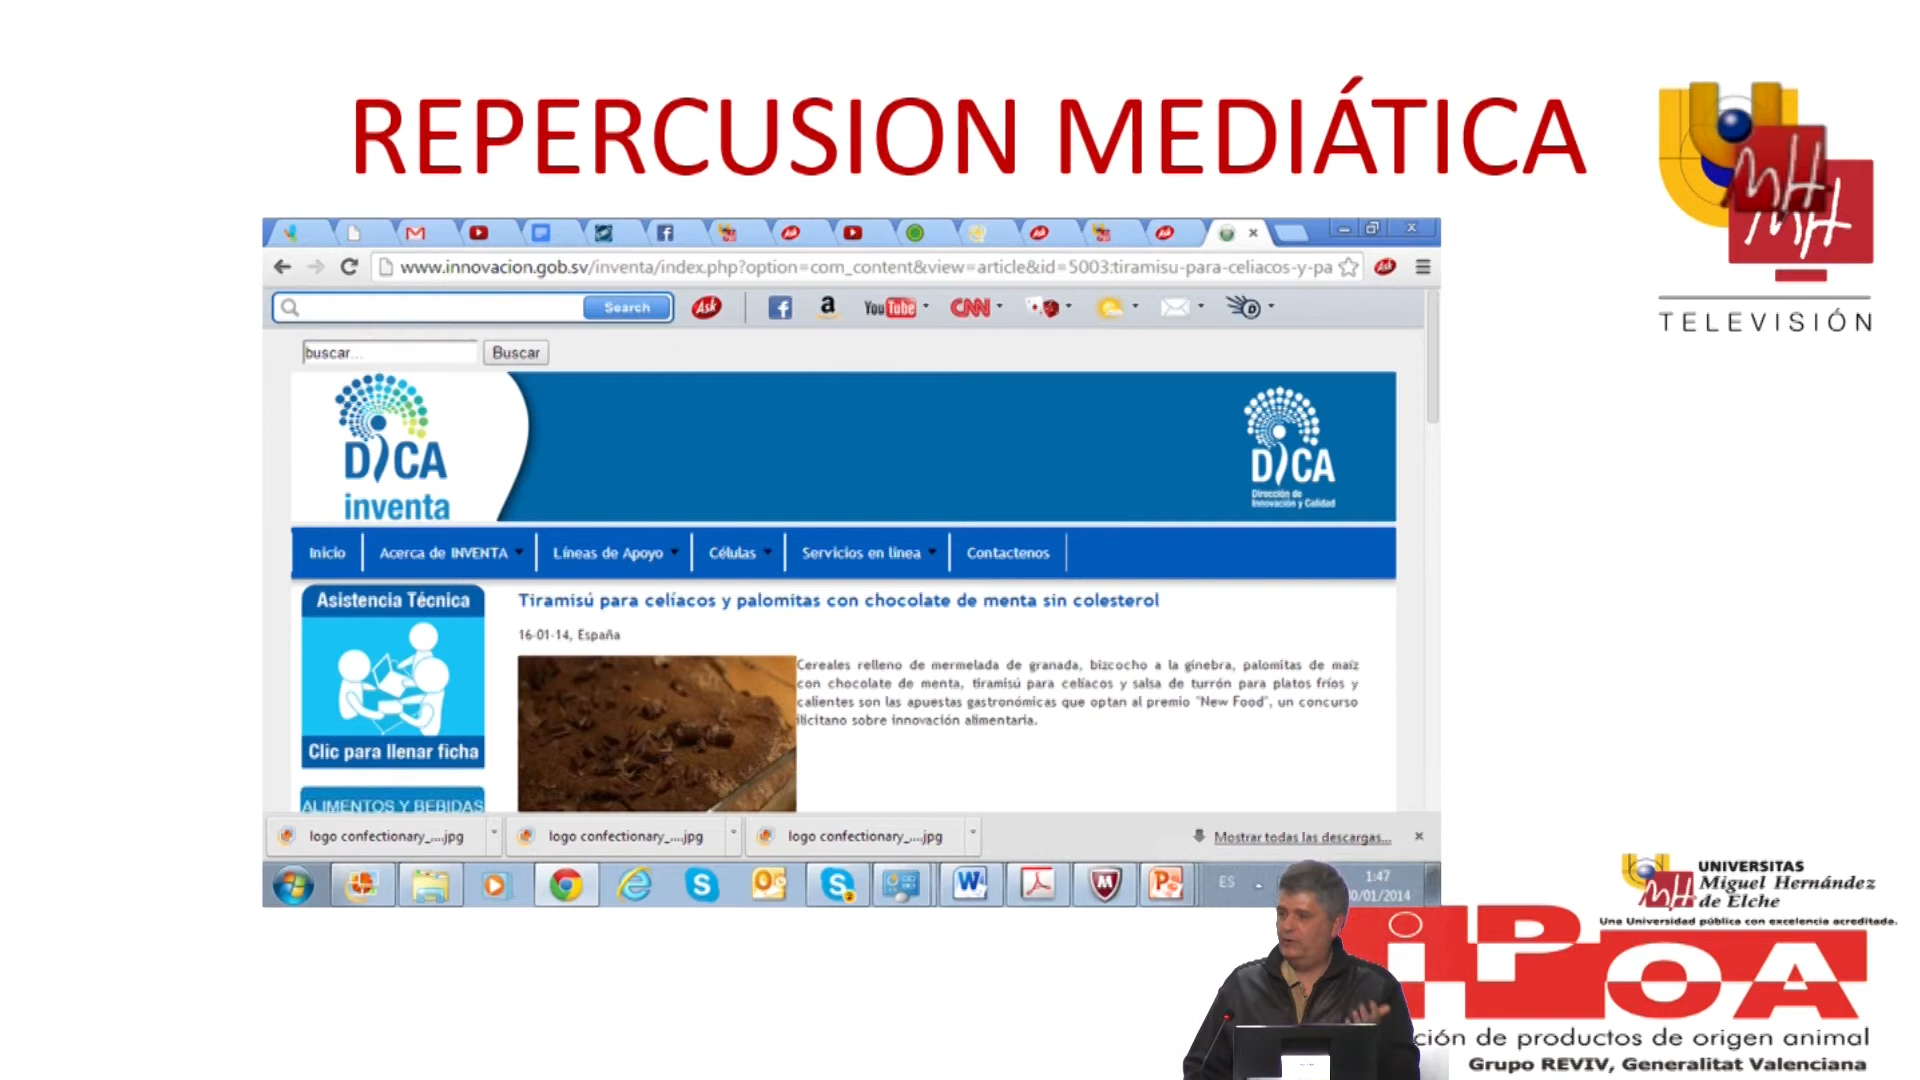 REPERCUSION MEDIÁTICA
TELEVISIÓN
www.innovacion.gob.sv/inventa/index.php?option=com_content&view=article&id=5003:tiramisu-para-celiacos-y-pa
Search
Ask
a
YouTube
CNN
buscar...
Buscar
DICA
inventa
DICA
Dirección de
Innovación y Calidad
Inicio
Acerca de INVENTA
Líneas de Apoyo
Células
Servicios en línea
Contactenos
Asistencia Técnica
Clic para llenar ficha
ALIMENTOS Y BEBIDAS
Tiramisú para celíacos y palomitas con chocolate de menta sin colesterol
16-01-14, España
Cereales relleno de mermelada de granada, bizcocho a la ginebra, palomitas de maíz
con chocolate de menta, tiramisú para celíacos y salsa de turrón para platos fríos y
calientes son las apuestas gastronómicas que optan al premio "New Food", un concurso
ilicitano sobre innovación alimentaria.
logo confectionary_....jpg
logo confectionary_....jpg
logo confectionary_....jpg
Mostrar todas las descargas...
ES
1:47
0/01/2014
UNIVERSITAS
Miguel Hernández
de Elche
Una Universidad pública con excelencia acreditada.
iPOA
ción de productos de origen animal
Grupo REVIV, Generalitat Valenciana